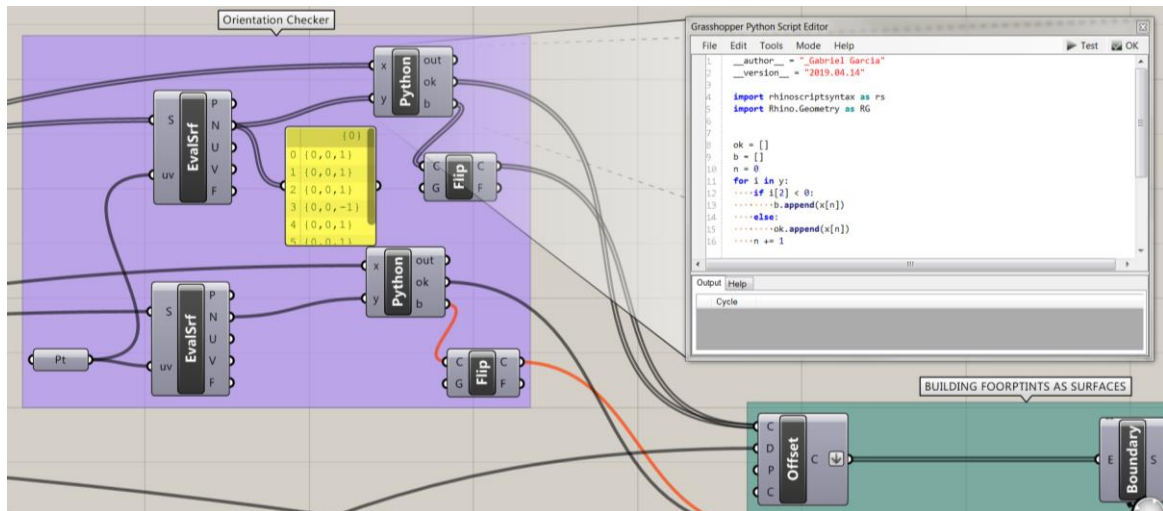 Orientation Checker
x
y
Python
out
ok
b
S
uv
EvalSrf
P
N
U
V
F
{0}
0 {0,0,1}
1 {0,0,1}
2 {0,0,1}
3 {0,0,-1}
4 {0,0,1}
5 {0,0,1}
C
G
Flip
C
F
x
y
Python
out
ok
b
S
uv
EvalSrf
P
N
U
V
F
Pt
C
G
Flip
C
F
Grasshopper Python Script Editor
File Edit Tools Mode Help Test OK
1 __author__ = "_Gabriel Garcia"
2 __version__ = "2019.04.14"
3
4 import rhinoscriptsyntax as rs
5 import Rhino.Geometry as RG
6
7
8 ok = []
9 b = []
10 n = 0
11 for i in y:
12 ····if i[2] < 0:
13 ········b.append(x[n])
14 ····else:
15 ········ok.append(x[n])
16 ····n += 1
Output Help
Cycle
BUILDING FOORPTINTS AS SURFACES
C
D
P
C
Offset
C
E
Boundary
S